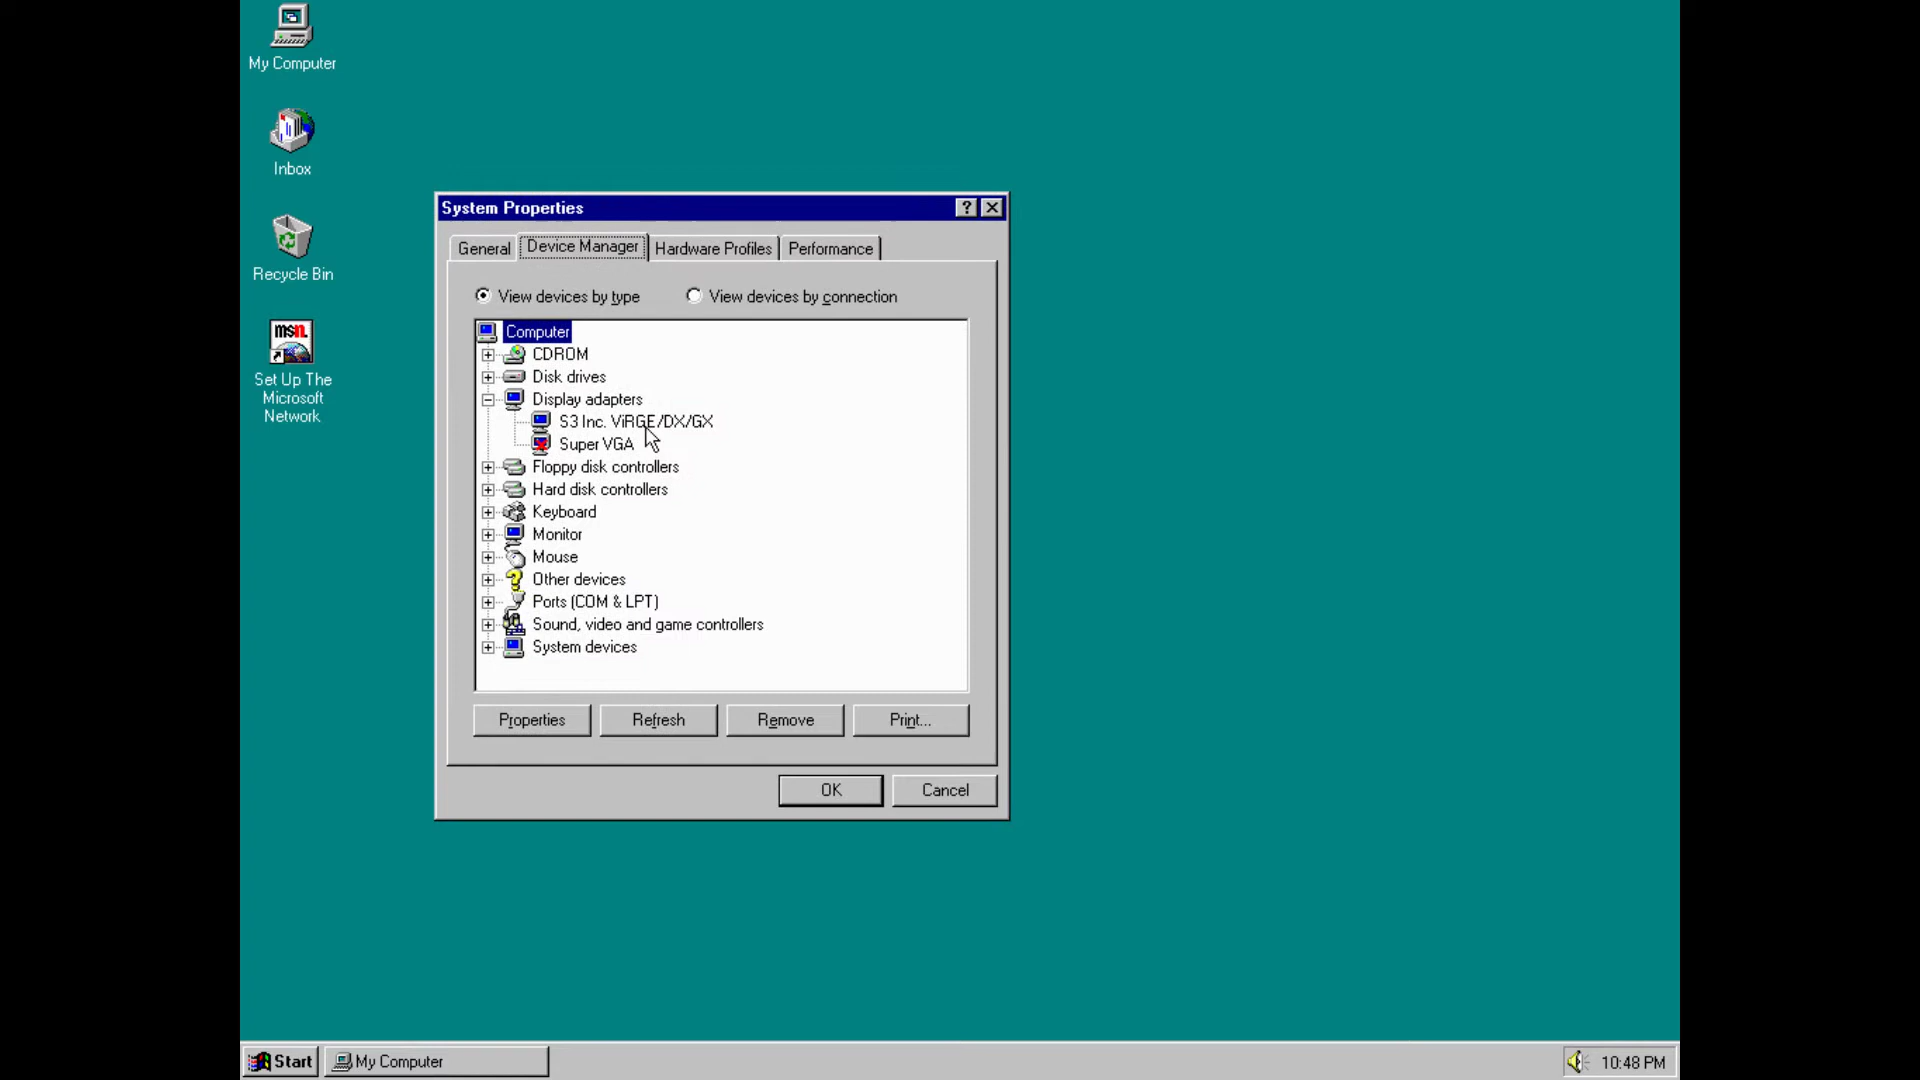 My Computer
Inbox
Recycle Bin
msn.
Set Up The
Microsoft
Network
System Properties
?
General
Device Manager
Hardware Profiles
Performance
View devices by type
View devices by connection
Computer
CDROM
Disk drives
Display adapters
S3 Inc. ViRGE/DX/GX
Super VGA
Floppy disk controllers
Hard disk controllers
Keyboard
Monitor
Mouse
Other devices
Ports (COM & LPT)
Sound, video and game controllers
System devices
Properties
Refresh
Remove
Print...
OK
Cancel
Start
My Computer
10:48 PM